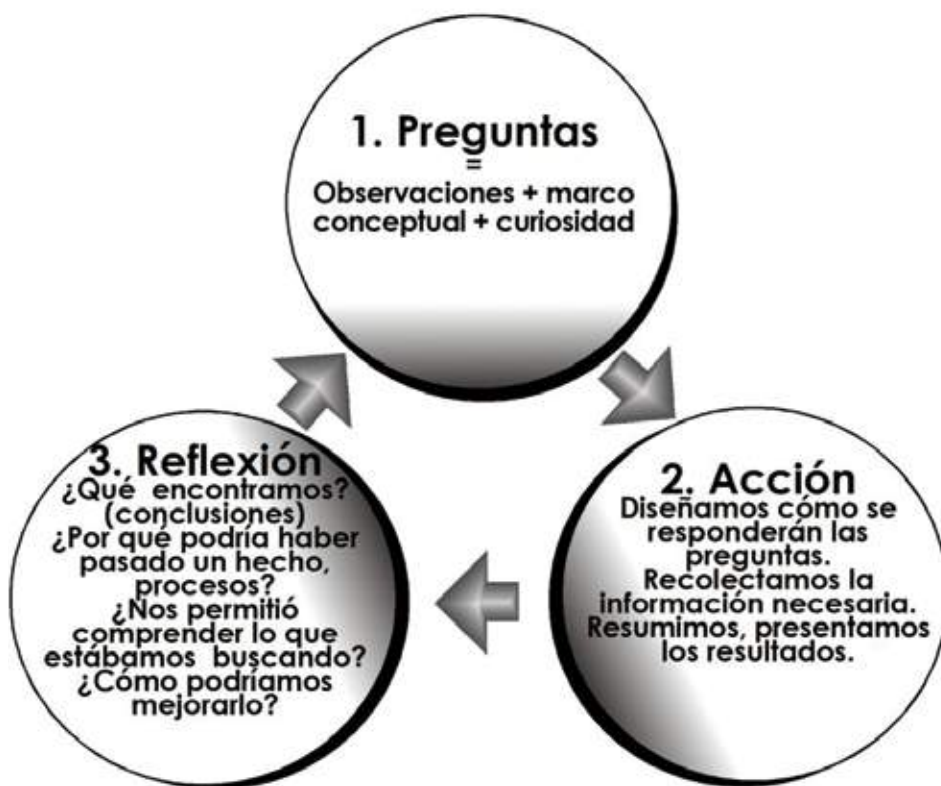 1. Preguntas
=
Observaciones + marco
conceptual + curiosidad
2. Acción
Diseñamos cómo se
responderán las
preguntas.
Recolectamos la
información necesaria.
Resumimos, presentamos
los resultados.
3. Reflexión
¿Qué encontramos?
(conclusiones)
¿Por qué podría haber
pasado un hecho,
procesos?
¿Nos permitió
comprender lo que
estábamos buscando?
¿Cómo podríamos
mejorarlo?